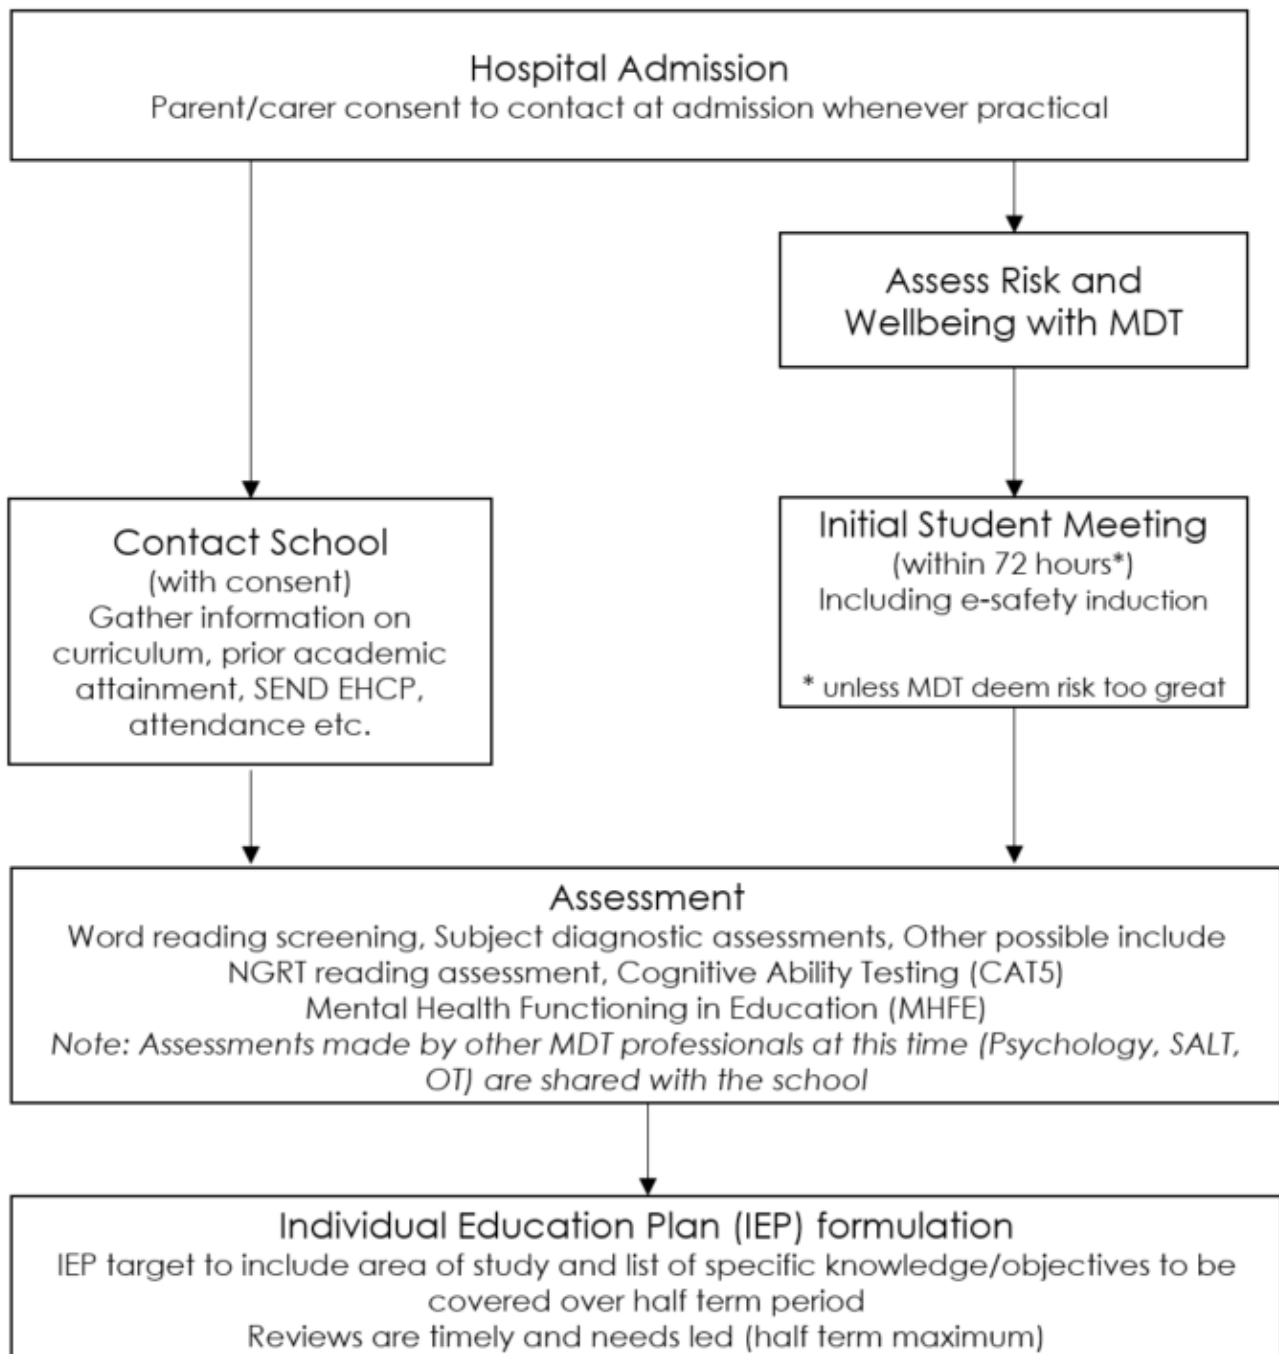 Hospital Admission
Parent/carer consent to contact at admission whenever practical
Assess Risk and
Wellbeing with MDT
Contact School
(with consent)
Gather information on
curriculum, prior academic
attainment, SEND EHCP,
attendance etc.
Initial Student Meeting
(within 72 hours*)
Including e-safety induction
* unless MDT deem risk too great
Assessment
Word reading screening, Subject diagnostic assessments, Other possible include
NGRT reading assessment, Cognitive Ability Testing (CAT5)
Mental Health Functioning in Education (MHFE)
Note: Assessments made by other MDT professionals at this time (Psychology, SALT,
OT) are shared with the school
Individual Education Plan (IEP) formulation
IEP target to include area of study and list of specific knowledge/objectives to be
covered over half term period
Reviews are timely and needs led (half term maximum)